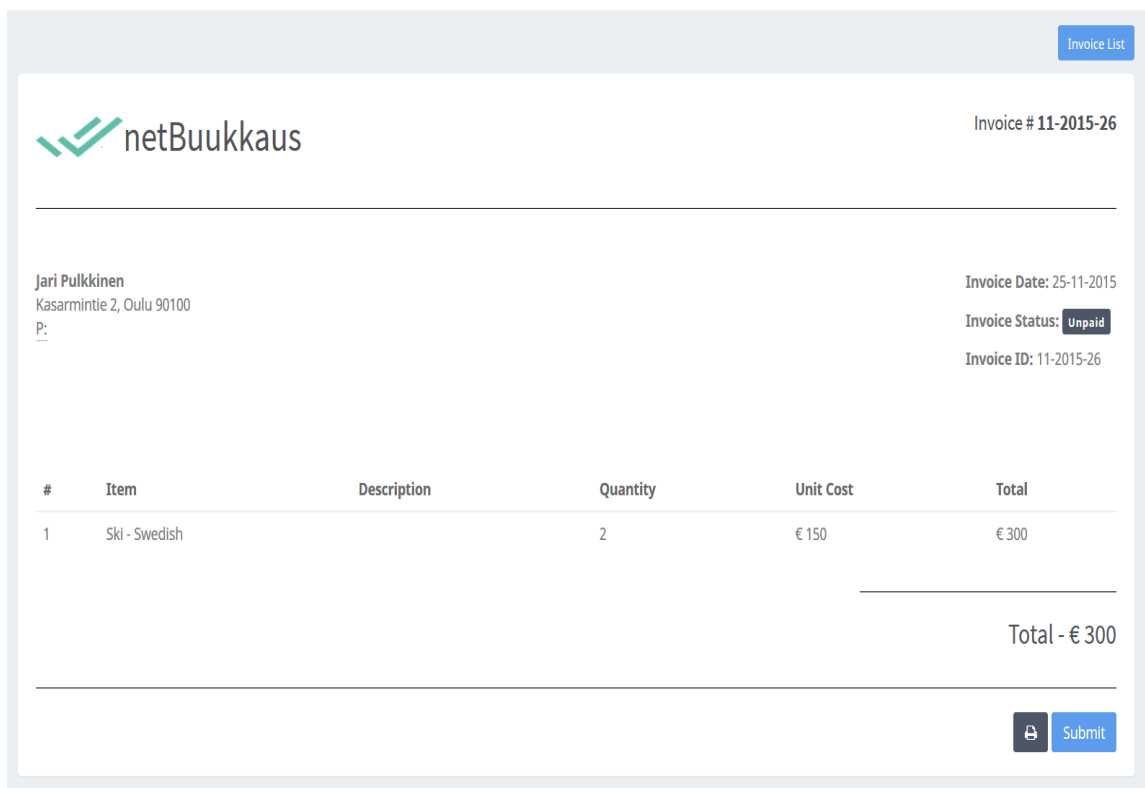 Invoice List
netBuukkaus
Invoice # 11-2015-26
Jari Pulkkinen
Kasarmintie 2, Oulu 90100
P:
Invoice Date: 25-11-2015
Invoice Status: Unpaid
Invoice ID: 11-2015-26
# Item Description Quantity Unit Cost Total
1 Ski - Swedish 2 € 150 € 300
Total - € 300
Submit